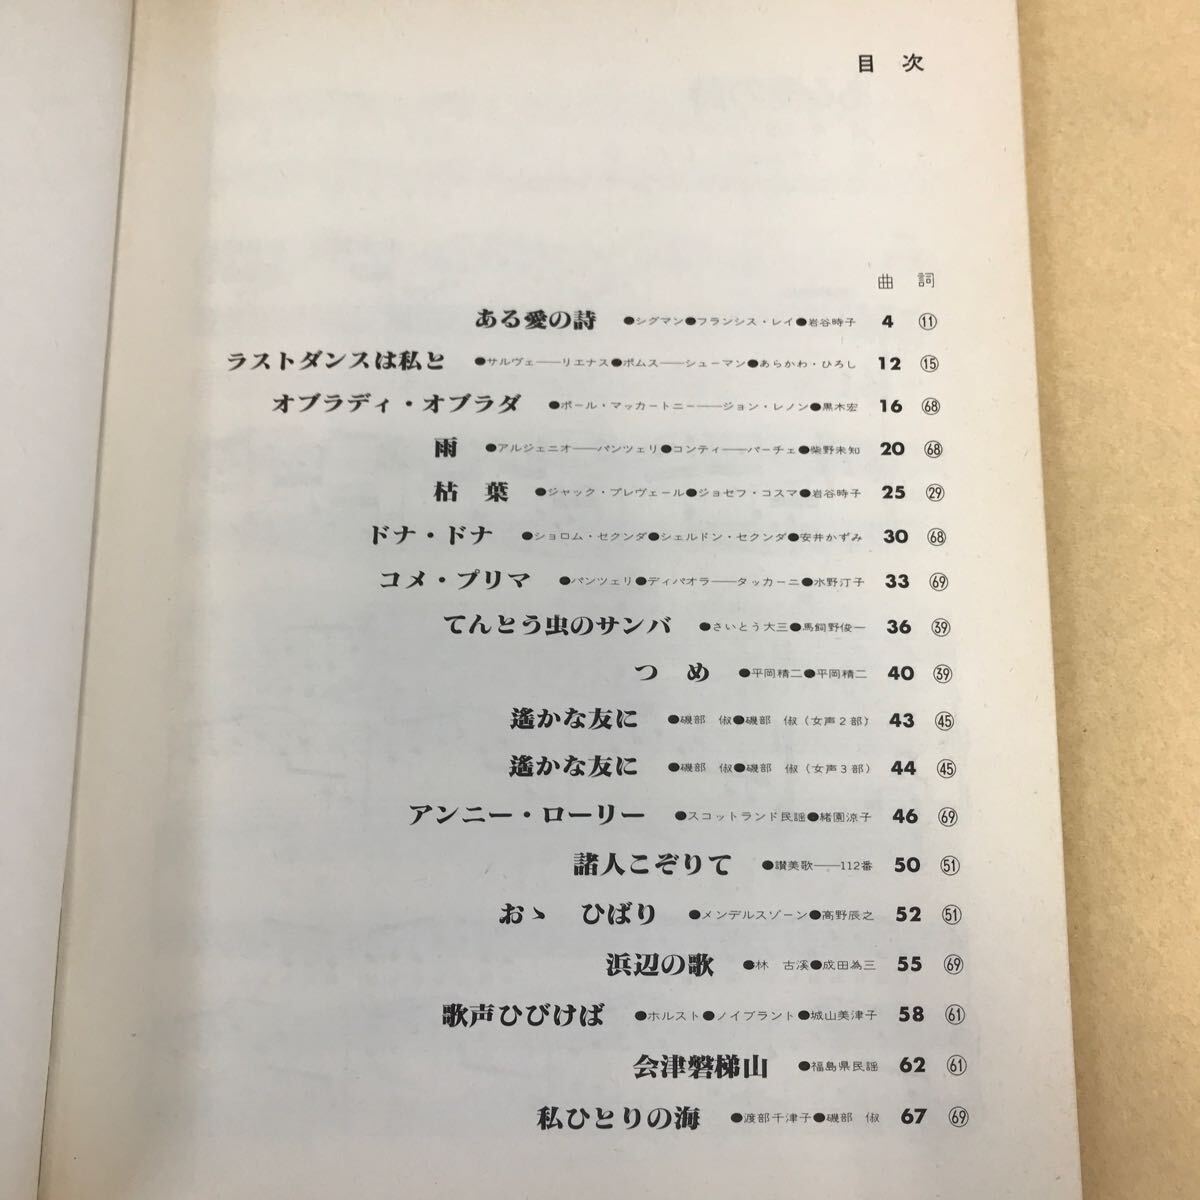 目 次
曲 詞
ある愛の詩 ●シグマン●フランシス・レイ●岩谷時子 4 ⑪
ラストダンスは私と ●サルヴェ――リエナス●ポムス――シューマン●あらかわ・ひろし 12 ⑮
オブラディ・オブラダ ●ポール・マッカートニー――ジョン・レノン●黒木宏 16 68
雨 ●アルジェニオ――パンツェリ●コンティ――パーチェ●柴野未知 20 68
枯 葉 ●ジャック・プレヴェール●ジョセフ・コスマ●岩谷時子 25 ㉙
ドナ・ドナ ●ショロム・セクンダ●シェルドン・セクンダ●安井かずみ 30 68
コメ・プリマ ●パンツェリ●ディパオラ――タッカーニ●水野汀子 33 69
てんとう虫のサンバ ●さいとう大三●馬飼野俊一 36 ㊴
つ め ●平岡精二●平岡精二 40 ㊴
遙かな友に ●磯部 俶●磯部 俶(女声2部) 43 ㊺
遙かな友に ●磯部 俶●磯部 俶(女声3部) 44 ㊺
アンニー・ローリー ●スコットランド民謡●緒園涼子 46 69
諸人こぞりて ●讃美歌――112番 50 51
おゝ ひばり ●メンデルスゾーン●高野辰之 52 51
浜辺の歌 ●林 古溪●成田為三 55 69
歌声ひびけば ●ホルスト●ノイブラント●城山美津子 58 61
会津磐梯山 ●福島県民謡 62 61
私ひとりの海 ●渡部千津子●磯部 俶 67 69